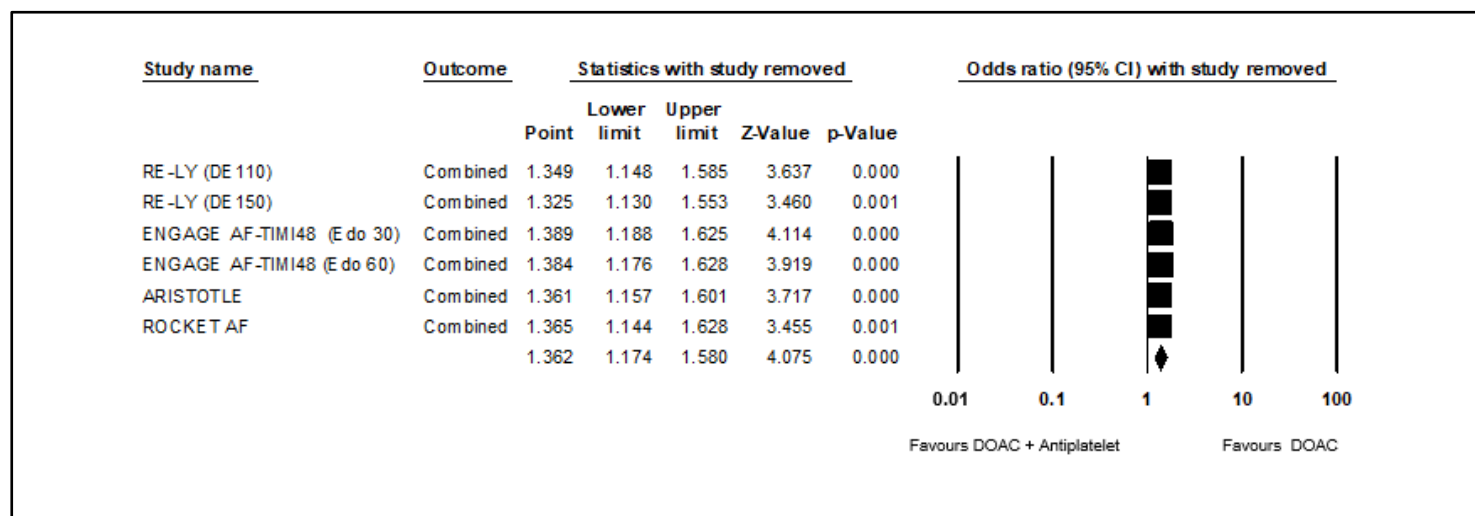 Study name Outcome Statistics with study removed Odds ratio (95% CI) with study removed
Lower Upper
Point limit limit Z-Value p-Value
RE-LY (DE 110) Combined 1.349 1.148 1.585 3.637 0.000
RE-LY (DE 150) Combined 1.325 1.130 1.553 3.460 0.001
ENGAGE AF-TIMI48 (Edo 30) Combined 1.389 1.188 1.625 4.114 0.000
ENGAGE AF-TIMI48 (Edo 60) Combined 1.384 1.176 1.628 3.919 0.000
ARISTOTLE Combined 1.361 1.157 1.601 3.717 0.000
ROCKET AF Combined 1.365 1.144 1.628 3.455 0.001
1.362 1.174 1.580 4.075 0.000
0.01 0.1 1 10 100
Favours DOAC + Antiplatelet Favours DOAC